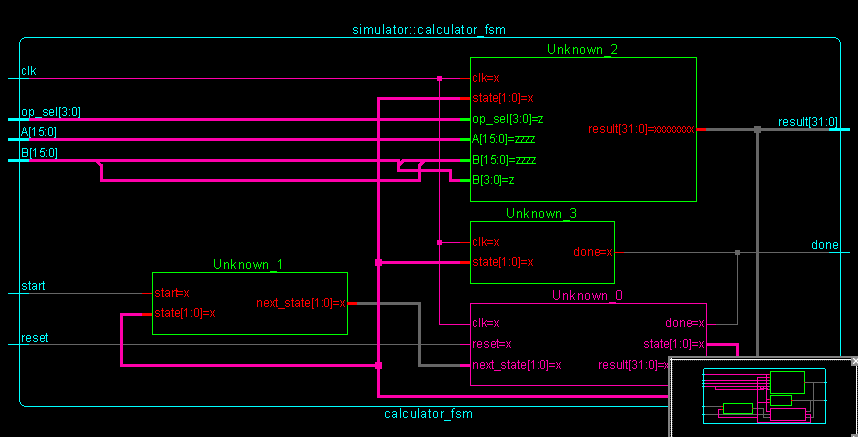 simulator::calculator_fsm
Unknown_2
clk
clk=x
state[1:0]=x
op_sel[3:0]
op_sel[3:0]=z
result[31:0]=xxxxxxxx
result[31:0]
A[15:0]
A[15:0]=zzzz
B[15:0]
B[15:0]=zzzz
B[3:0]=z
Unknown_3
clk=x
done=x
done
state[1:0]=x
Unknown_1
start
start=x
next_state[1:0]=x
state[1:0]=x
Unknown_0
clk=x
done=x
reset
reset=x
state[1:0]=x
next_state[1:0]=x
result[31:0]=x
calculator_fsm